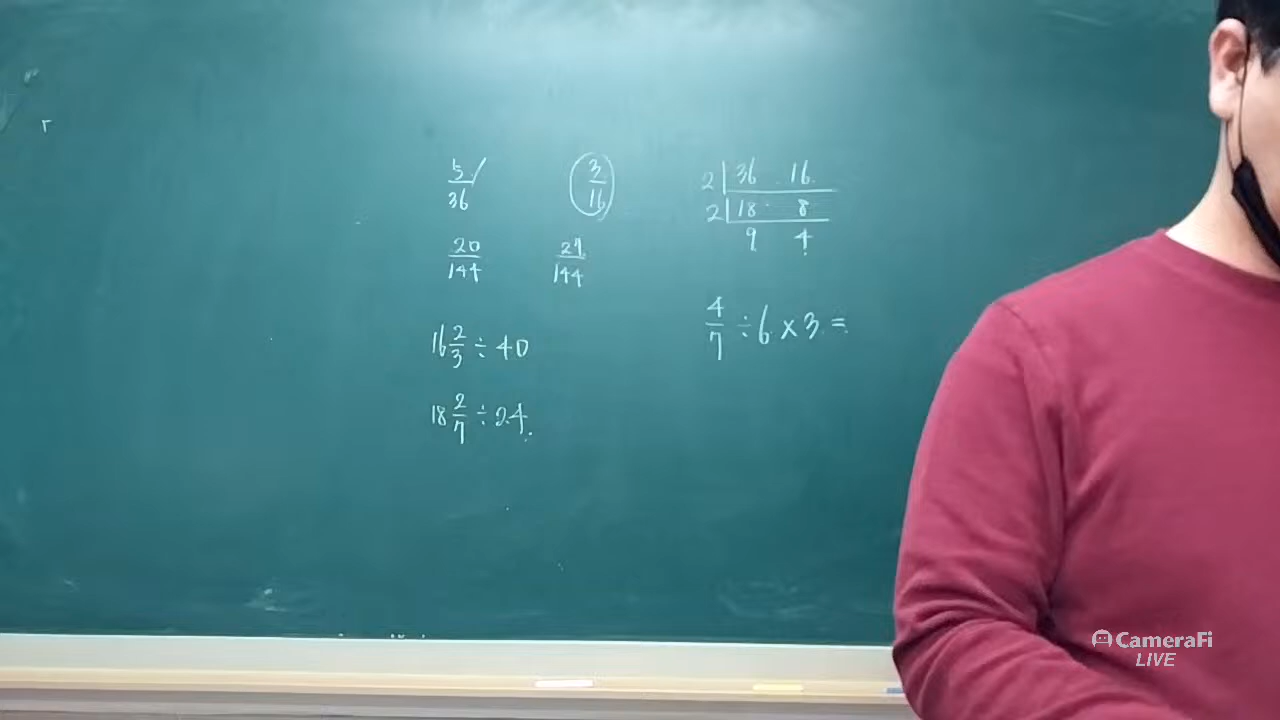 5/36 3/16
20/144 27/144
16 2/3 ÷ 40
18 2/7 ÷ 24
2 | 36 16
2 | 18 8
9 4
4/7 ÷ 6 × 3 =
CameraFi
LIVE